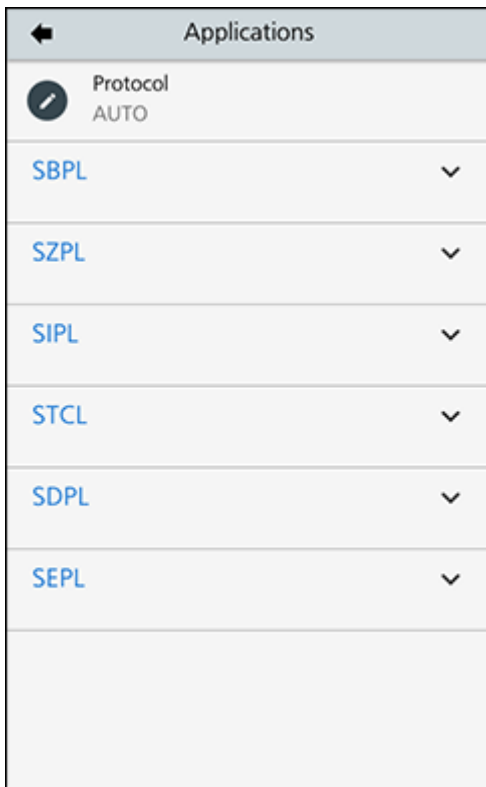 Applications
Protocol
AUTO
SBPL
SZPL
SIPL
STCL
SDPL
SEPL